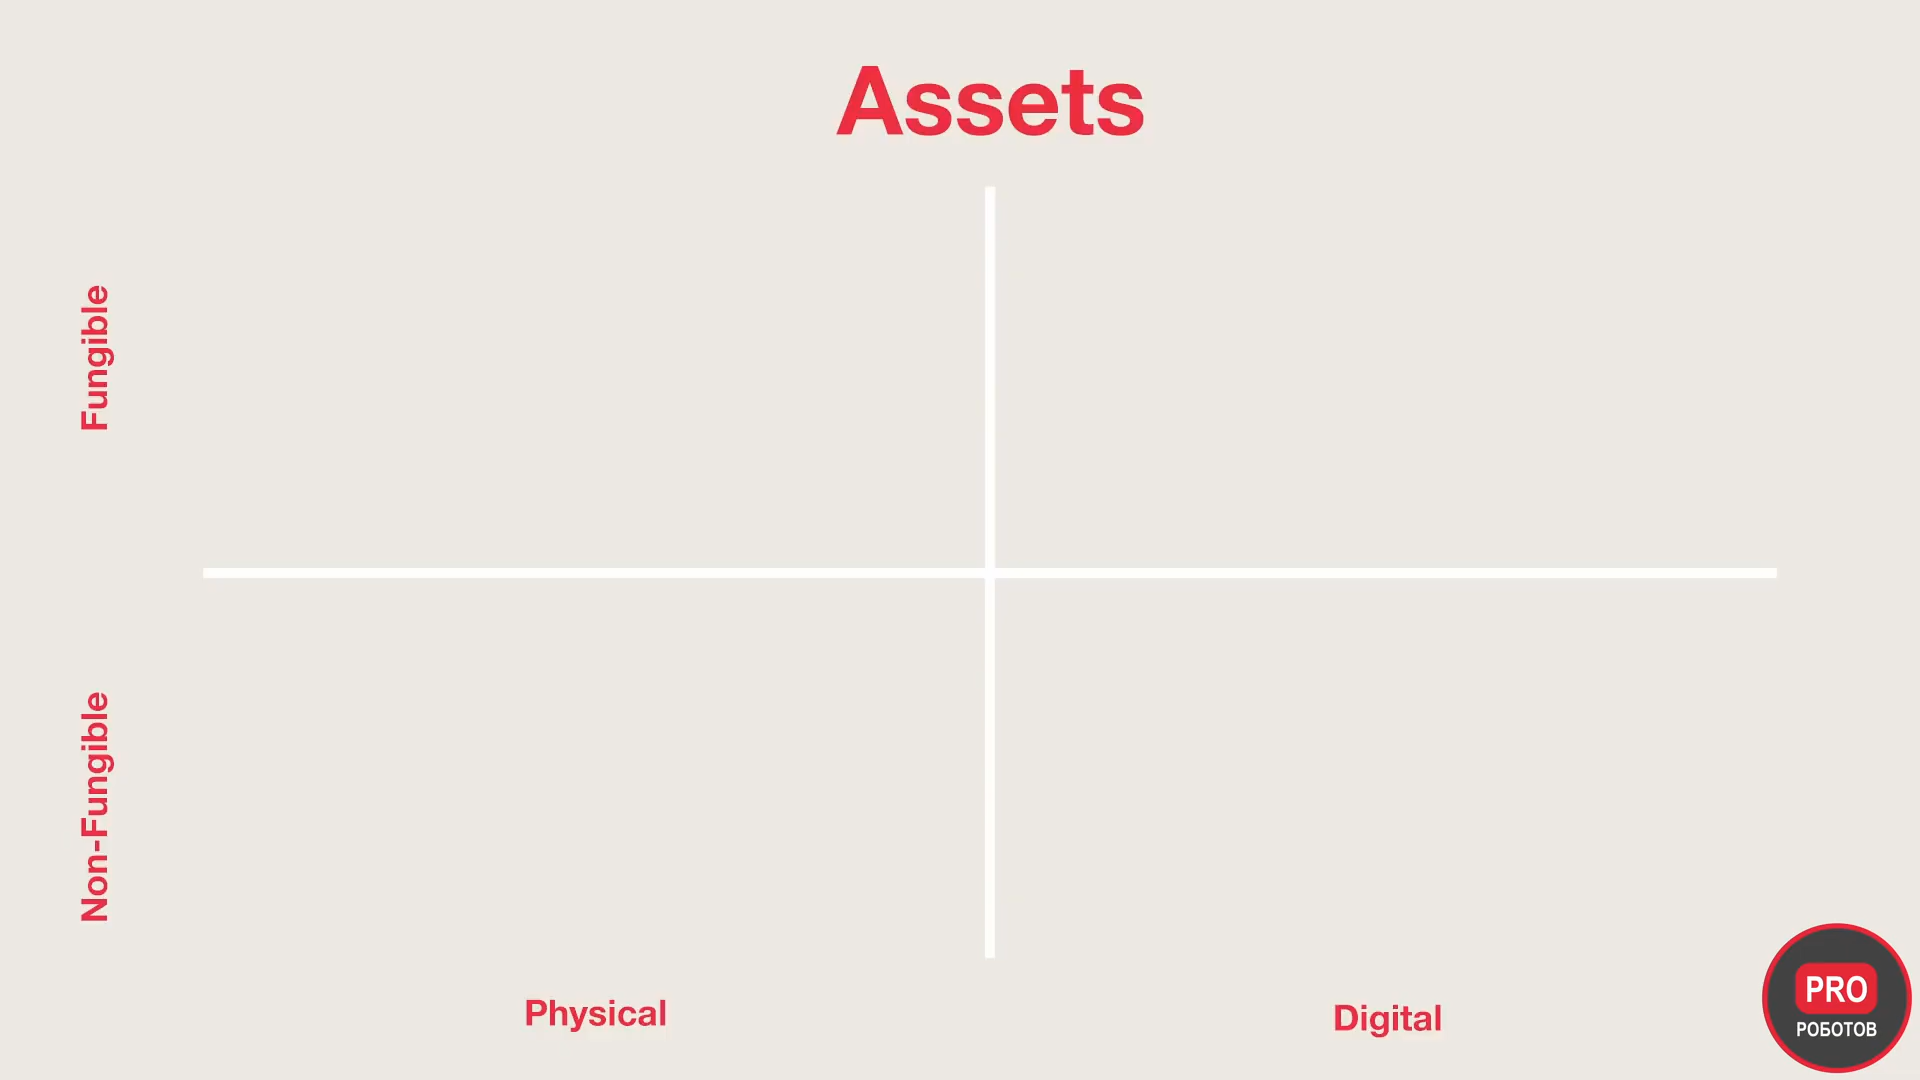 Assets
Fungible
Non-Fungible
Physical
Digital
PRO
РОБОТОВ